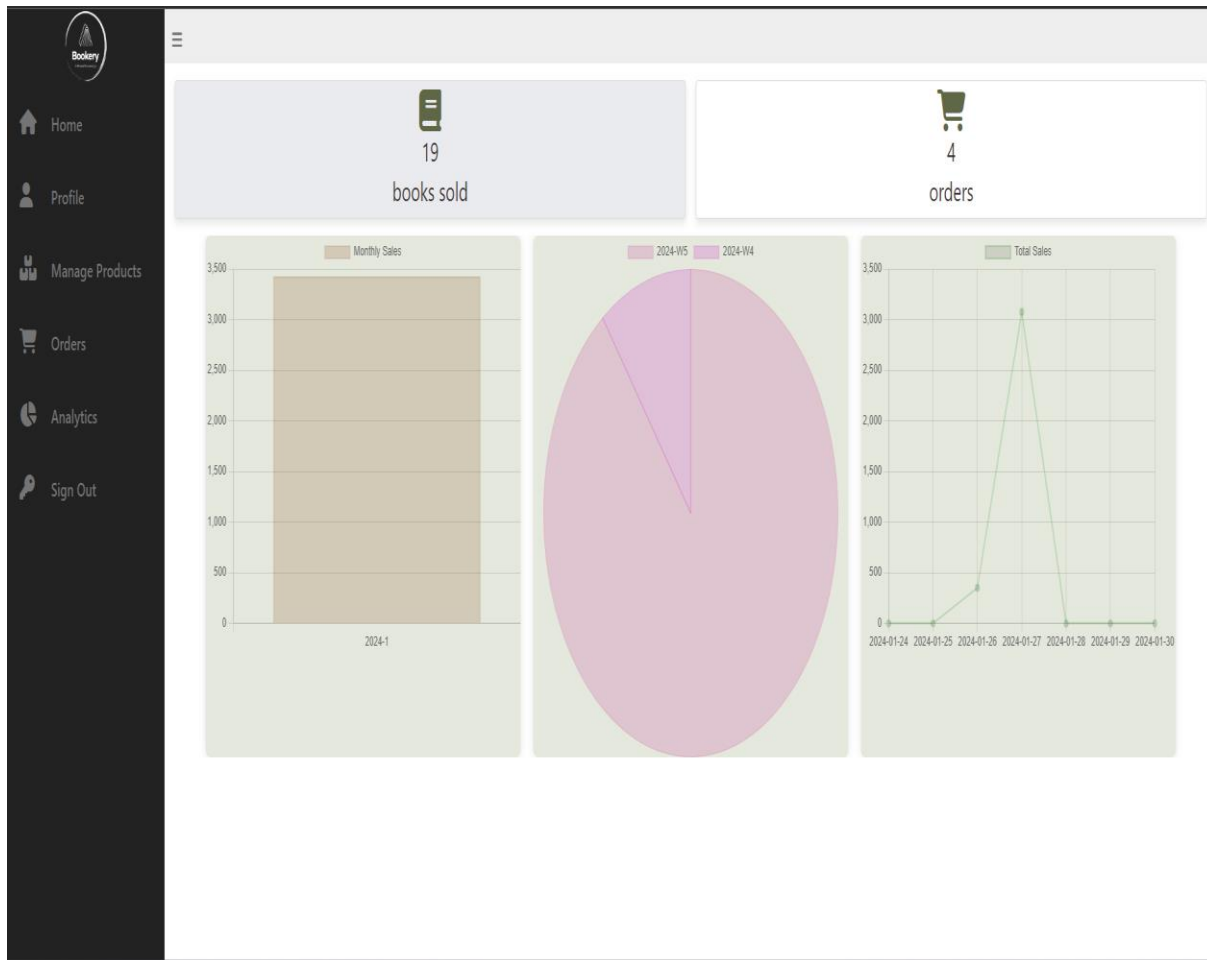 Bookery
Home
Profile
Manage Products
Orders
Analytics
Sign Out
19
books sold
4
orders
Monthly Sales
3,500
3,000
2,500
2,000
1,500
1,000
500
0
2024-1
2024-W5 2024-W4
Total Sales
3,500
3,000
2,500
2,000
1,500
1,000
500
0
2024-01-24 2024-01-25 2024-01-26 2024-01-27 2024-01-28 2024-01-29 2024-01-30